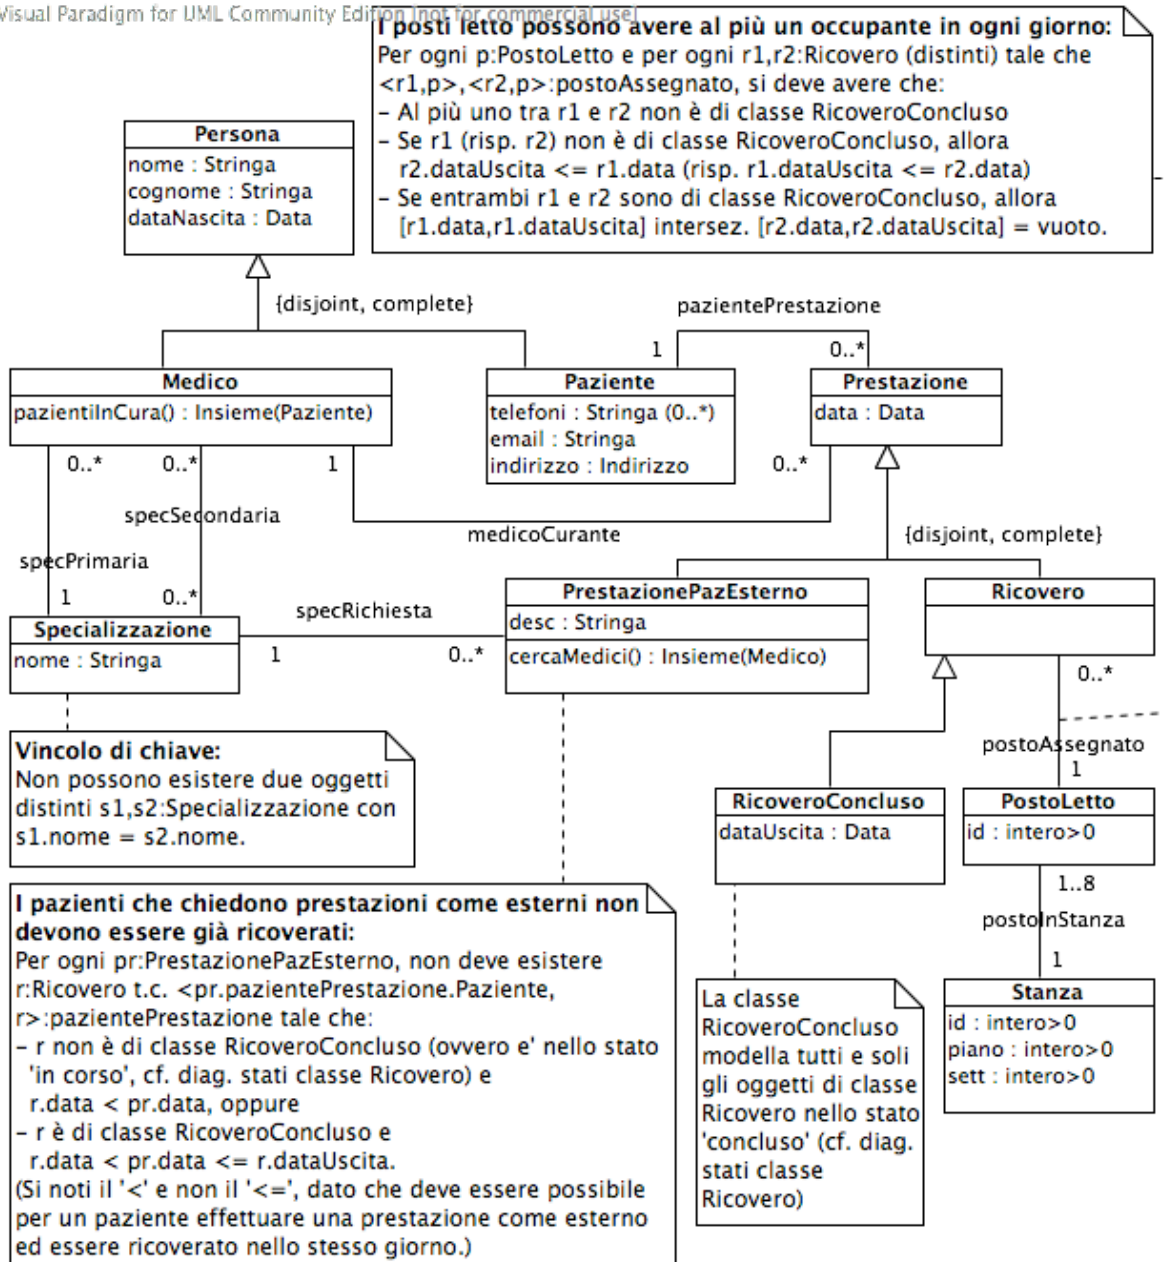 Visual Paradigm for UML Community Edition [not for commercial use]
I posti letto possono avere al più un occupante in ogni giorno:
Per ogni p:PostoLetto e per ogni r1,r2:Ricovero (distinti) tale che
<r1,p>,<r2,p>:postoAssegnato, si deve avere che:
– Al più uno tra r1 e r2 non è di classe RicoveroConcluso
– Se r1 (risp. r2) non è di classe RicoveroConcluso, allora
r2.dataUscita <= r1.data (risp. r1.dataUscita <= r2.data)
– Se entrambi r1 e r2 sono di classe RicoveroConcluso, allora
[r1.data,r1.dataUscita] intersez. [r2.data,r2.dataUscita] = vuoto.
Persona
nome : Stringa
cognome : Stringa
dataNascita : Data
{disjoint, complete}
pazientePrestazione
1
0..*
Medico
pazientiInCura() : Insieme(Paziente)
Paziente
telefoni : Stringa (0..*)
email : Stringa
indirizzo : Indirizzo
Prestazione
data : Data
0..*
0..*
1
0..*
specSecondaria
medicoCurante
{disjoint, complete}
specPrimaria
1
0..*
Specializzazione
nome : Stringa
specRichiesta
1
0..*
PrestazionePazEsterno
desc : Stringa
cercaMedici() : Insieme(Medico)
Ricovero
0..*
postoAssegnato
1
Vincolo di chiave:
Non possono esistere due oggetti
distinti s1,s2:Specializzazione con
s1.nome = s2.nome.
RicoveroConcluso
dataUscita : Data
PostoLetto
id : intero>0
1..8
postoInStanza
1
I pazienti che chiedono prestazioni come esterni non
devono essere già ricoverati:
Per ogni pr:PrestazionePazEsterno, non deve esistere
r:Ricovero t.c. <pr.pazientePrestazione.Paziente,
r>:pazientePrestazione tale che:
– r non è di classe RicoveroConcluso (ovvero e' nello stato
'in corso', cf. diag. stati classe Ricovero) e
r.data < pr.data, oppure
– r è di classe RicoveroConcluso e
r.data < pr.data <= r.dataUscita.
(Si noti il '<' e non il '<=', dato che deve essere possibile
per un paziente effettuare una prestazione come esterno
ed essere ricoverato nello stesso giorno.)
La classe
RicoveroConcluso
modella tutti e soli
gli oggetti di classe
Ricovero nello stato
'concluso' (cf. diag.
stati classe
Ricovero)
Stanza
id : intero>0
piano : intero>0
sett : intero>0